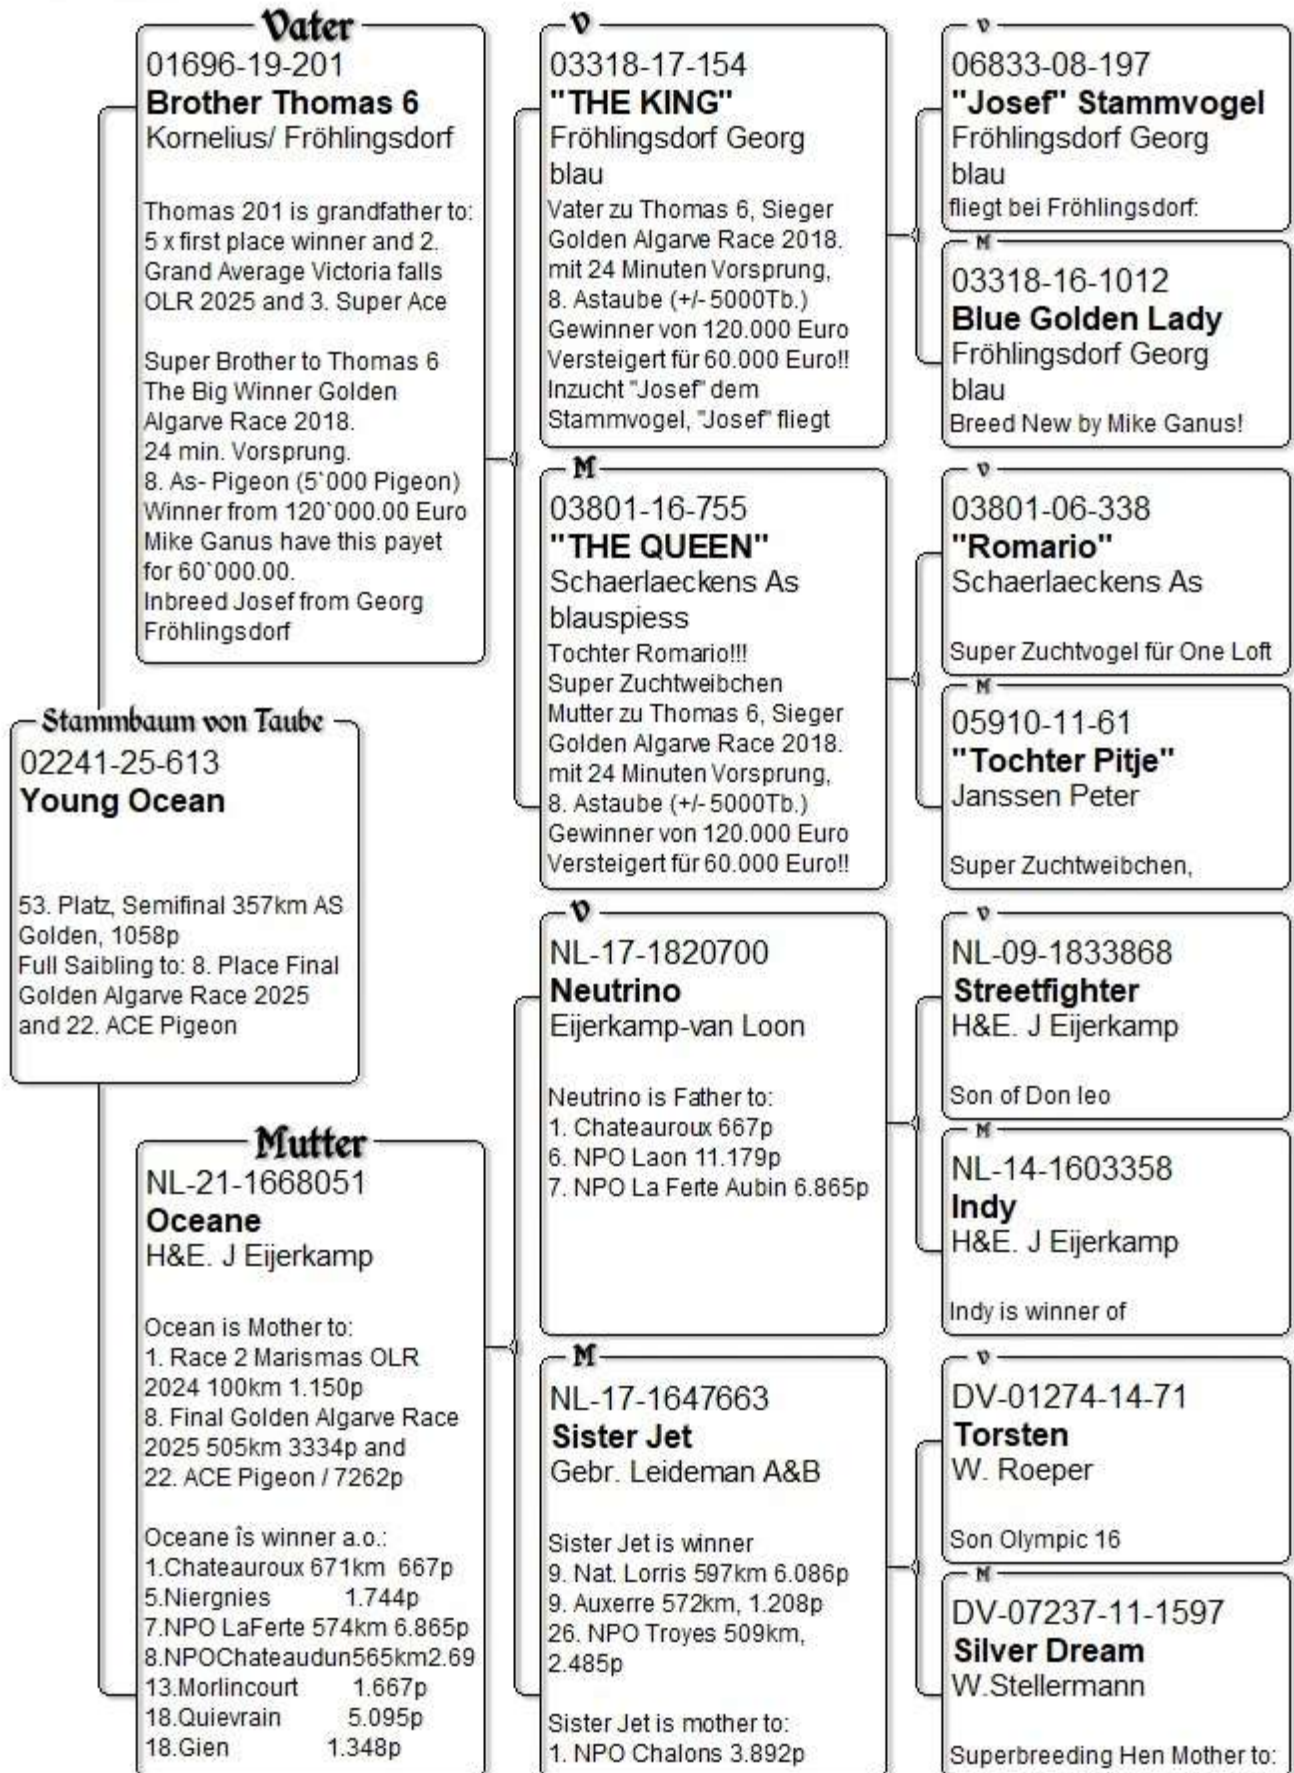 Vater
01696-19-201
Brother Thomas 6
Kornelius/ Fröhlingsdorf
Thomas 201 is grandfather to:
5 x first place winner and 2.
Grand Average Victoria falls
OLR 2025 and 3. Super Ace
Super Brother to Thomas 6
The Big Winner Golden
Algarve Race 2018.
24 min. Vorsprung.
8. As- Pigeon (5`000 Pigeon)
Winner from 120`000.00 Euro
Mike Ganus have this payet
for 60`000.00.
Inbreed Josef from Georg
Fröhlingsdorf
Stammbaum von Taube
02241-25-613
Young Ocean
53. Platz, Semifinal 357km AS
Golden, 1058p
Full Saibling to: 8. Place Final
Golden Algarve Race 2025
and 22. ACE Pigeon
Mutter
NL-21-1668051
Oceane
H&E. J Eijerkamp
Ocean is Mother to:
1. Race 2 Marismas OLR
2024 100km 1.150p
8. Final Golden Algarve Race
2025 505km 3334p and
22. ACE Pigeon / 7262p
Oceane îs winner a.o.:
1.Chateauroux 671km 667p
5.Niergnies 1.744p
7.NPO LaFerte 574km 6.865p
8.NPOChateaudun565km2.69
13.Morlincourt 1.667p
18.Quievrain 5.095p
18.Gien 1.348p
V
03318-17-154
"THE KING"
Fröhlingsdorf Georg
blau
Vater zu Thomas 6, Sieger
Golden Algarve Race 2018.
mit 24 Minuten Vorsprung,
8. Astaube (+/- 5000Tb.)
Gewinner von 120.000 Euro
Versteigert für 60.000 Euro!!
Inzucht "Josef" dem
Stammvogel, "Josef" fliegt
M
03801-16-755
"THE QUEEN"
Schaerlaeckens As
blauspiess
Tochter Romario!!!
Super Zuchtweibchen
Mutter zu Thomas 6, Sieger
Golden Algarve Race 2018.
mit 24 Minuten Vorsprung,
8. Astaube (+/- 5000Tb.)
Gewinner von 120.000 Euro
Versteigert für 60.000 Euro!!
V
NL-17-1820700
Neutrino
Eijerkamp-van Loon
Neutrino is Father to:
1. Chateauroux 667p
6. NPO Laon 11.179p
7. NPO La Ferte Aubin 6.865p
M
NL-17-1647663
Sister Jet
Gebr. Leideman A&B
Sister Jet is winner
9. Nat. Lorris 597km 6.086p
9. Auxerre 572km, 1.208p
26. NPO Troyes 509km,
2.485p
Sister Jet is mother to:
1. NPO Chalons 3.892p
V
06833-08-197
"Josef" Stammvogel
Fröhlingsdorf Georg
blau
fliegt bei Fröhlingsdorf:
M
03318-16-1012
Blue Golden Lady
Fröhlingsdorf Georg
blau
Breed New by Mike Ganus!
V
03801-06-338
"Romario"
Schaerlaeckens As
Super Zuchtvogel für One Loft
M
05910-11-61
"Tochter Pitje"
Janssen Peter
Super Zuchtweibchen,
V
NL-09-1833868
Streetfighter
H&E. J Eijerkamp
Son of Don leo
M
NL-14-1603358
Indy
H&E. J Eijerkamp
Indy is winner of
V
DV-01274-14-71
Torsten
W. Roeper
Son Olympic 16
M
DV-07237-11-1597
Silver Dream
W.Stellermann
Superbreeding Hen Mother to: